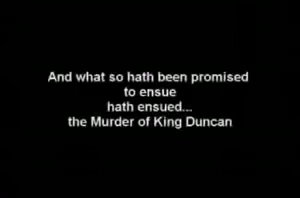 And what so hath been promised
to ensue
hath ensued...
the Murder of King Duncan